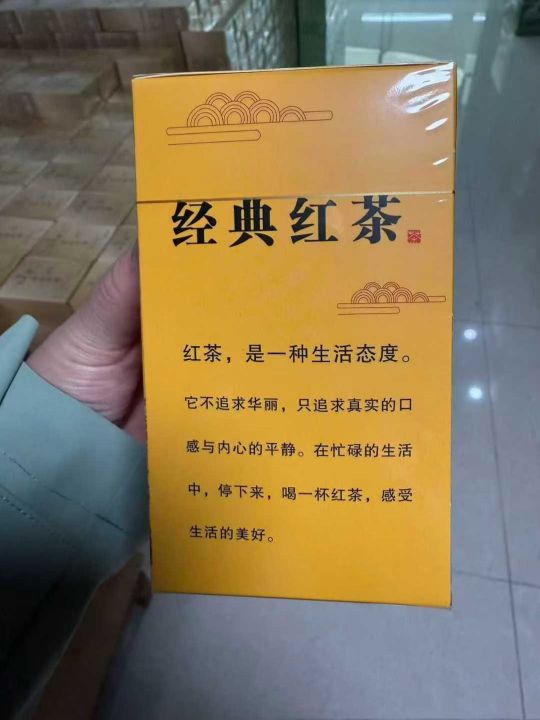 经典红茶
茶
红茶，是一种生活态度。
它不追求华丽，只追求真实的口
感与内心的平静。在忙碌的生活
中，停下来，喝一杯红茶，感受
生活的美好。